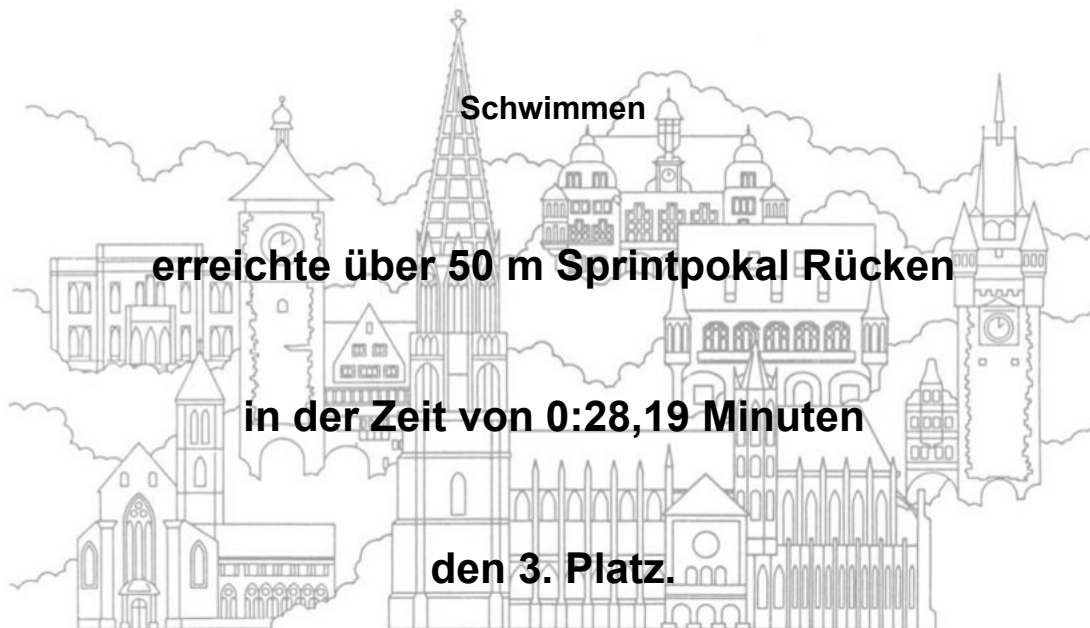 Schwimmen
erreichte über 50 m Sprintpokal Rücken
in der Zeit von 0:28,19 Minuten
den 3. Platz.